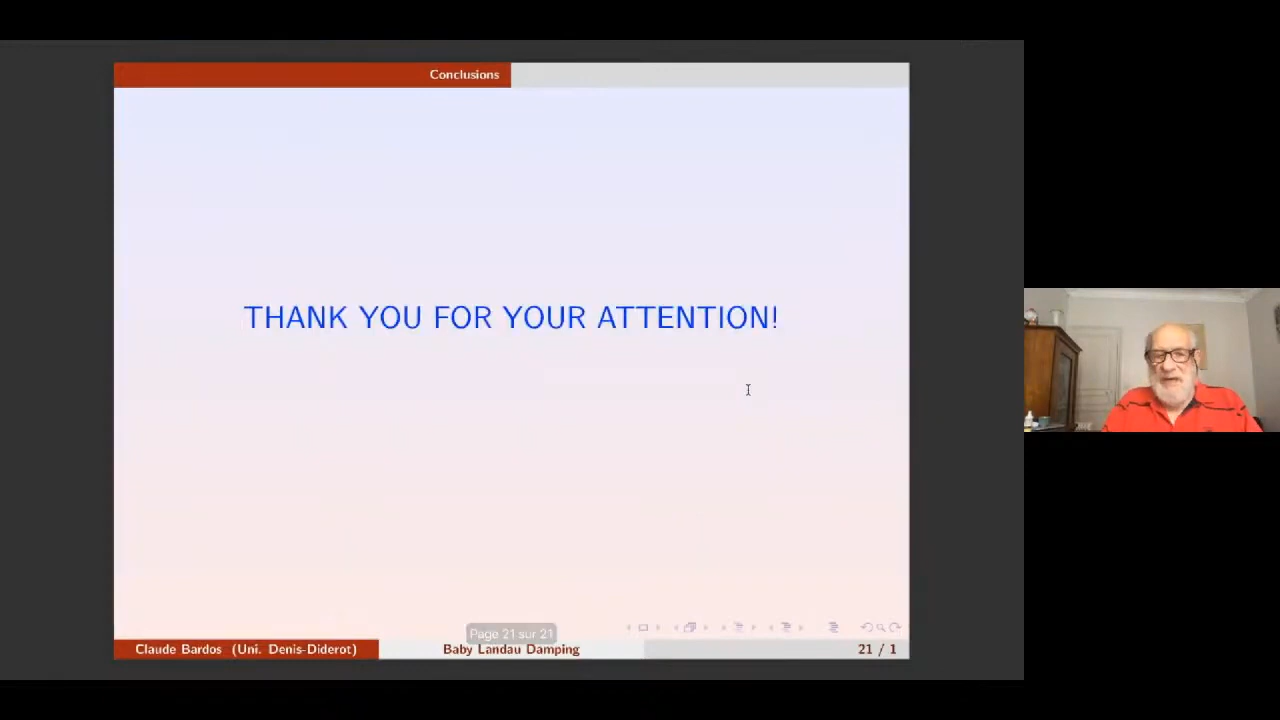 Conclusions
THANK YOU FOR YOUR ATTENTION!
Page 21 sur 21
Claude Bardos (Uni. Denis-Diderot)
Baby Landau Damping
21 / 1